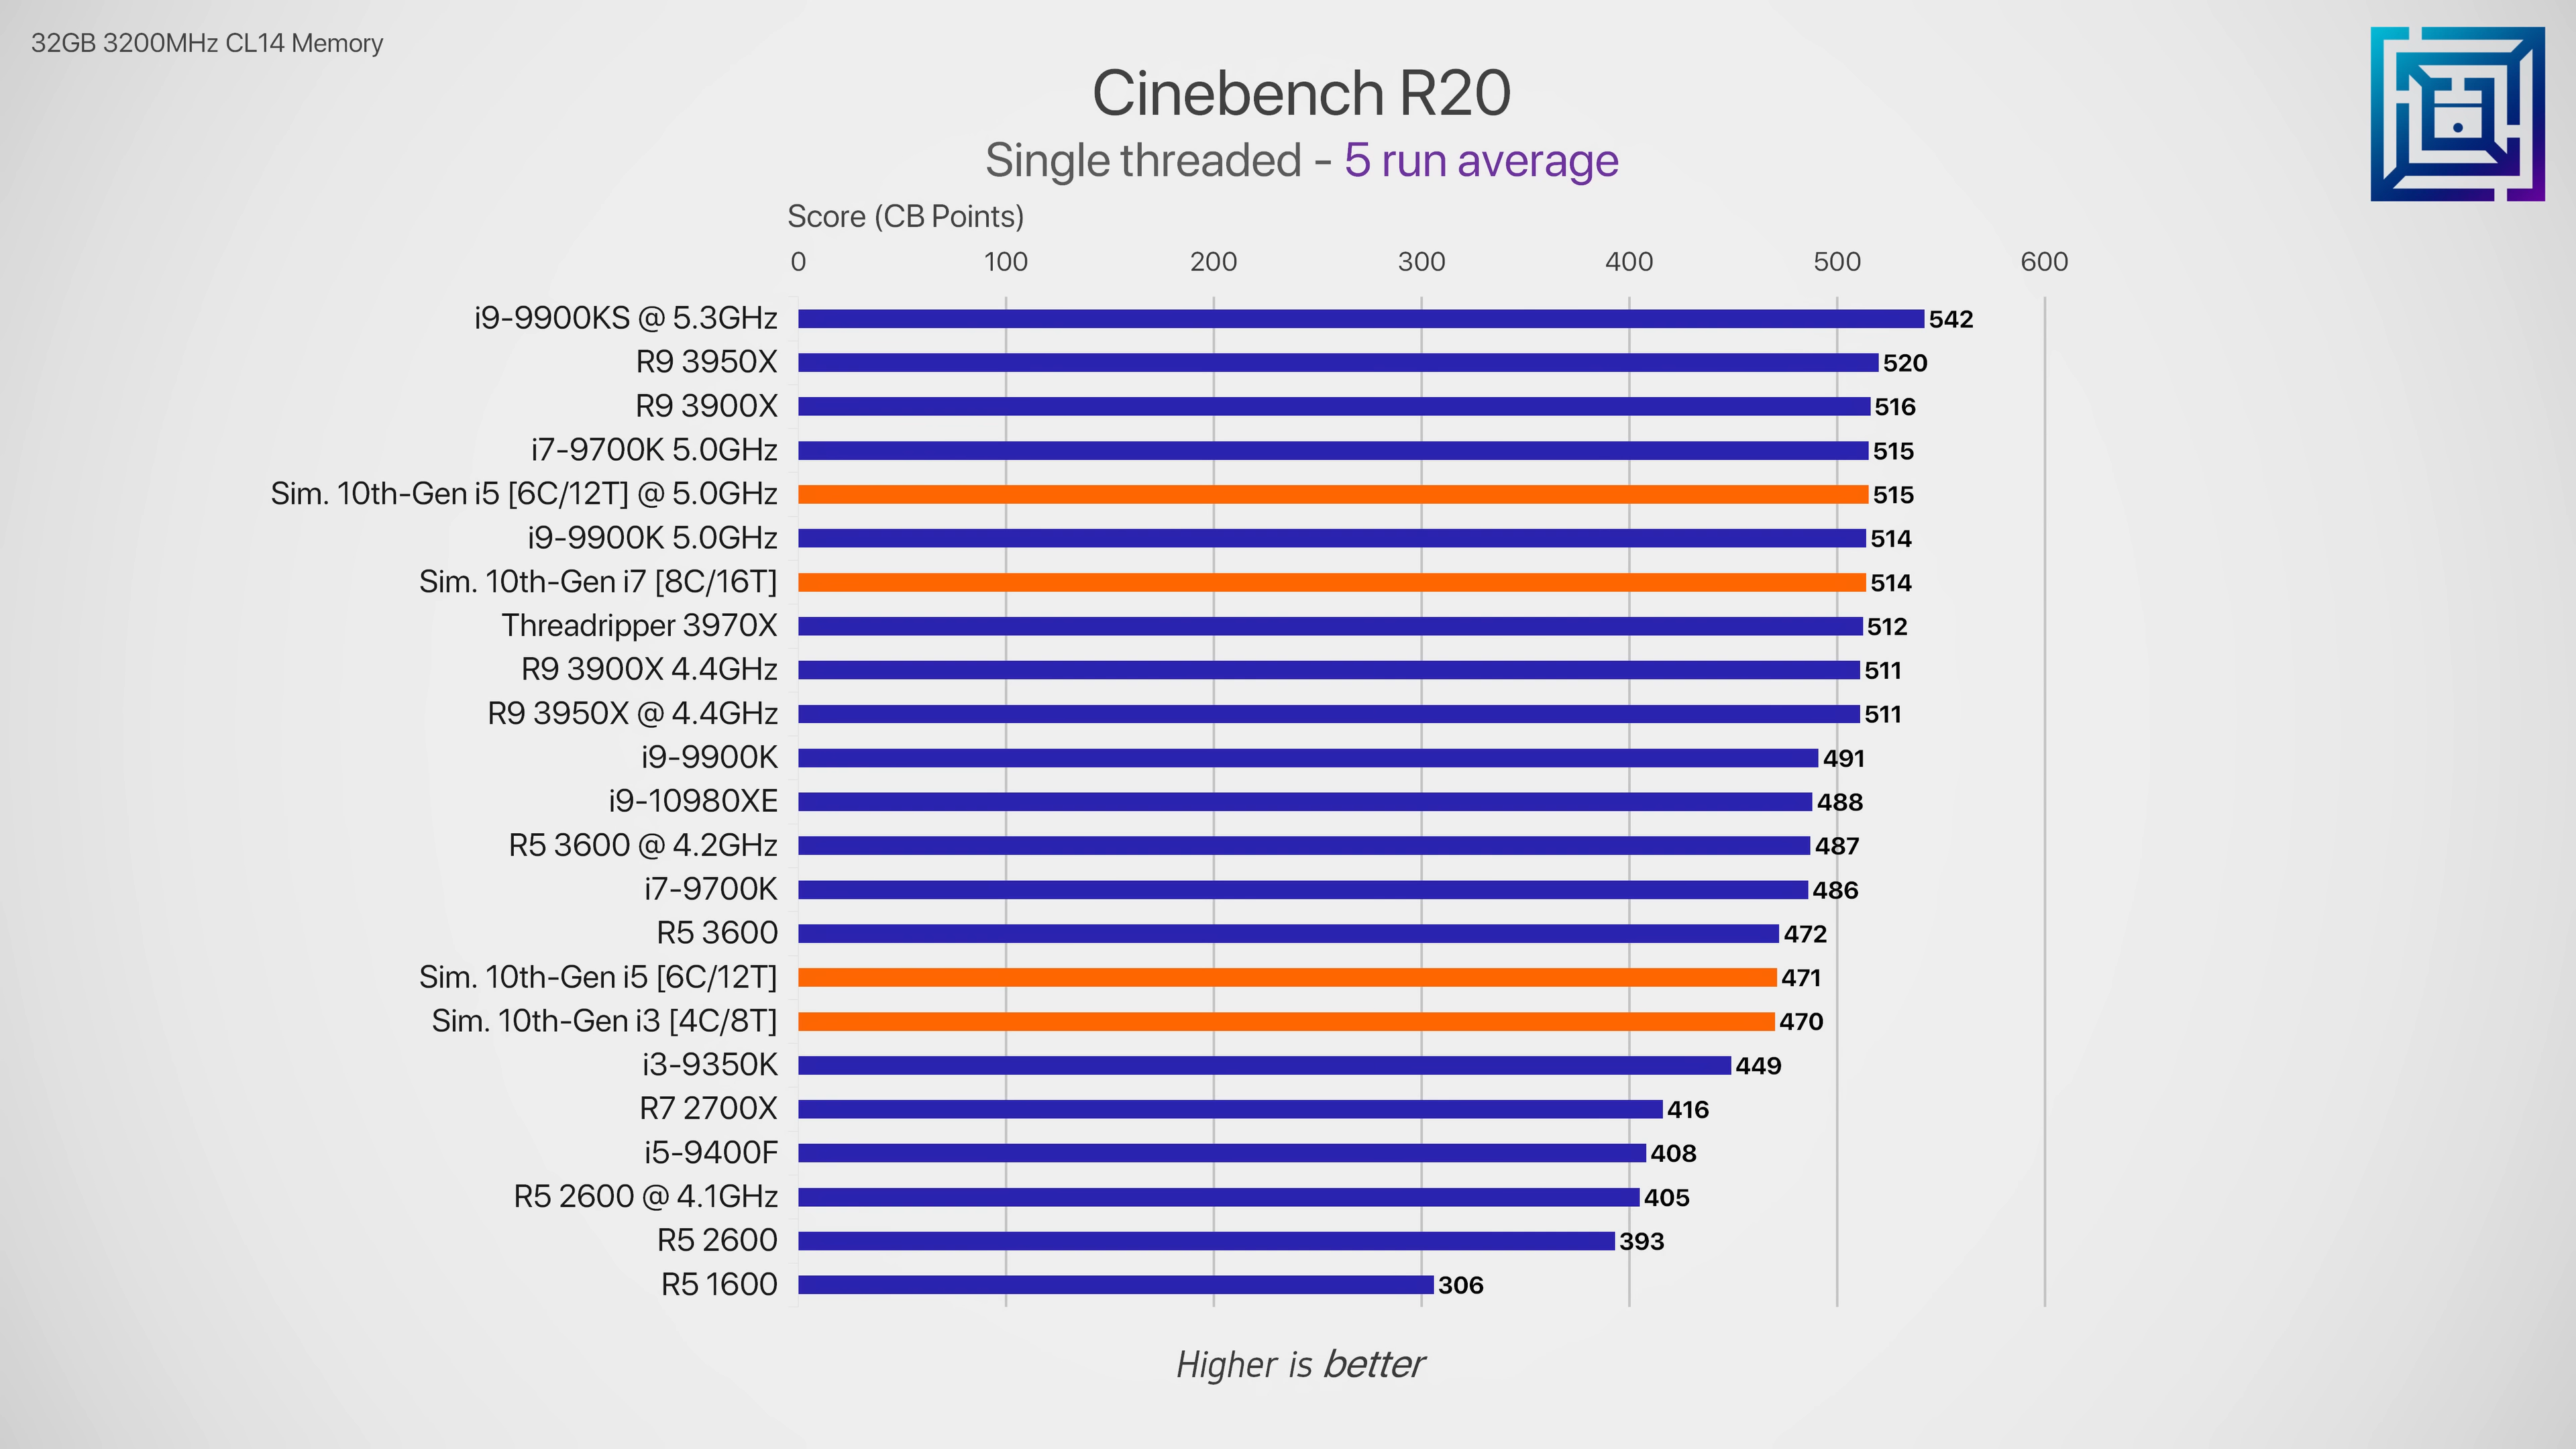 32GB 3200MHz CL14 Memory
Cinebench R20
Single threaded - 5 run average
Score (CB Points)
0 100 200 300 400 500 600
i9-9900KS @ 5.3GHz 542
R9 3950X 520
R9 3900X 516
i7-9700K 5.0GHz 515
Sim. 10th-Gen i5 [6C/12T] @ 5.0GHz 515
i9-9900K 5.0GHz 514
Sim. 10th-Gen i7 [8C/16T] 514
Threadripper 3970X 512
R9 3900X 4.4GHz 511
R9 3950X @ 4.4GHz 511
i9-9900K 491
i9-10980XE 488
R5 3600 @ 4.2GHz 487
i7-9700K 486
R5 3600 472
Sim. 10th-Gen i5 [6C/12T] 471
Sim. 10th-Gen i3 [4C/8T] 470
i3-9350K 449
R7 2700X 416
i5-9400F 408
R5 2600 @ 4.1GHz 405
R5 2600 393
R5 1600 306
Higher is better